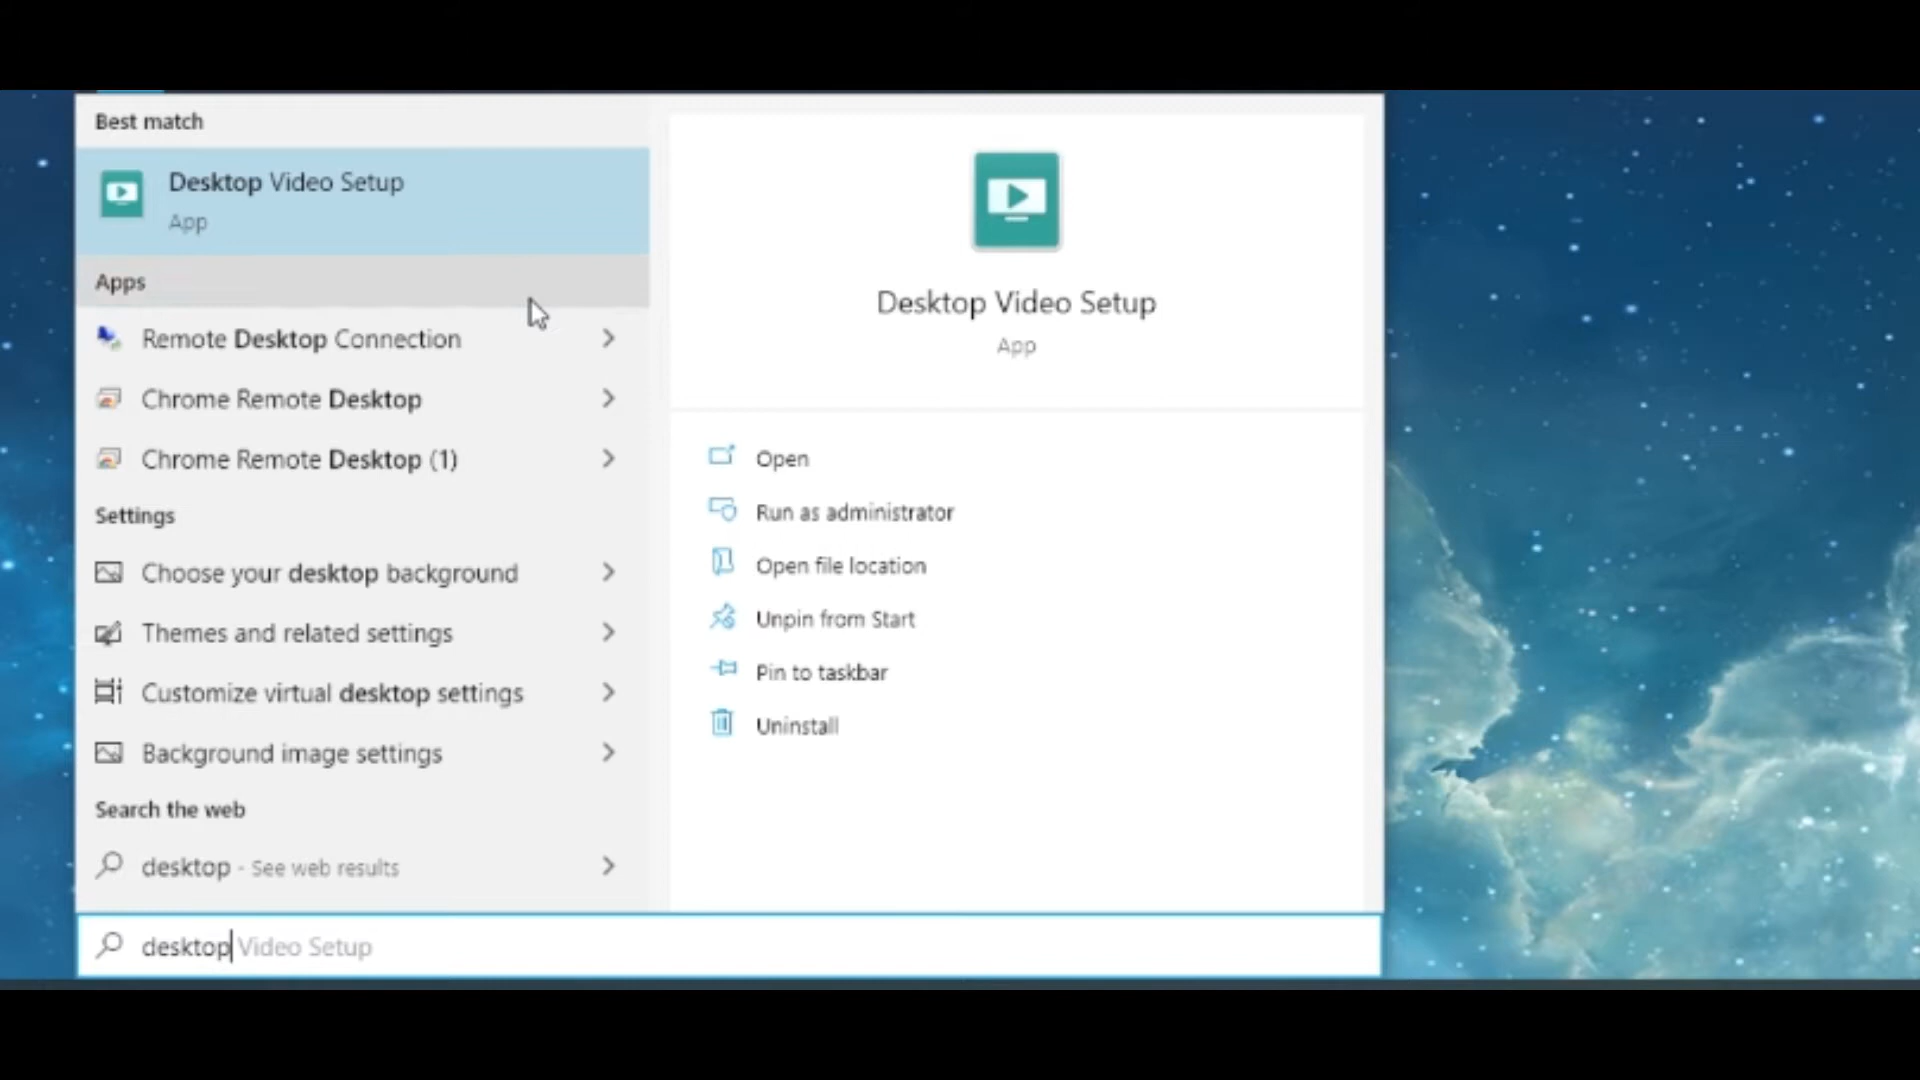 Best match
Desktop Video Setup
App
Apps
Remote Desktop Connection
Chrome Remote Desktop
Chrome Remote Desktop (1)
Settings
Choose your desktop background
Themes and related settings
Customize virtual desktop settings
Background image settings
Search the web
desktop - See web results
desktop Video Setup
Desktop Video Setup
App
Open
Run as administrator
Open file location
Unpin from Start
Pin to taskbar
Uninstall